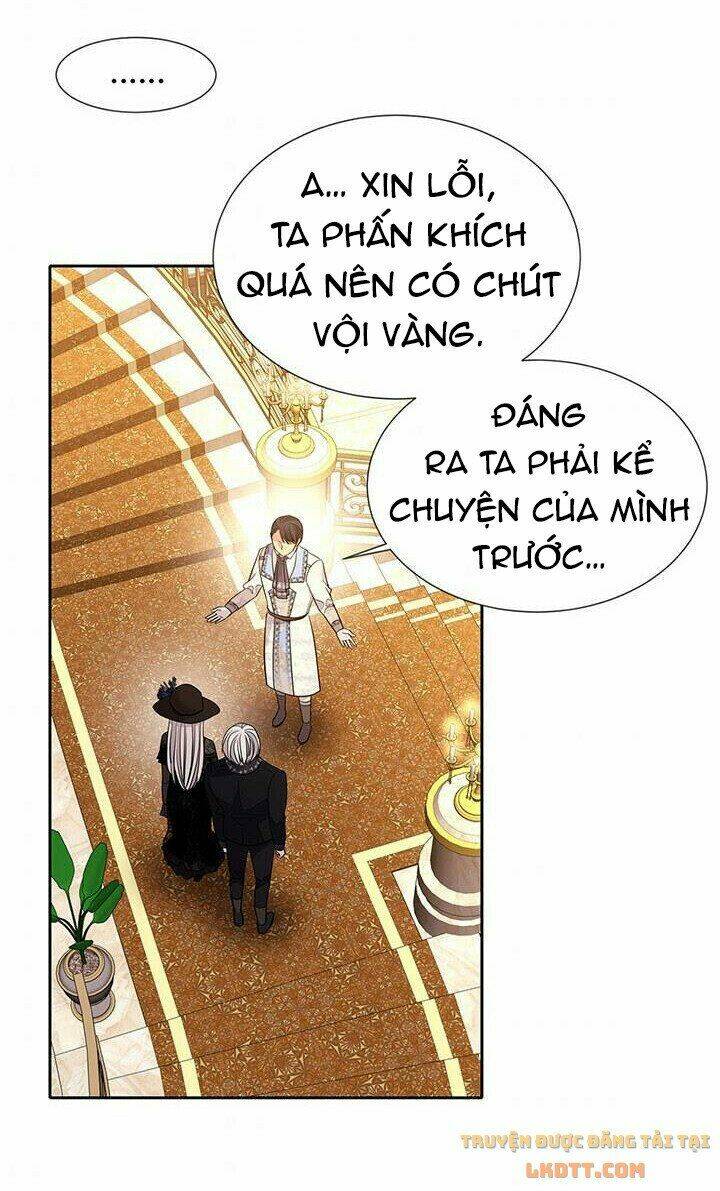 ......
A... XIN LỖI,
TA PHẤN KHÍCH
QUÁ NÊN CÓ CHÚT
VỘI VÀNG.
ĐÁNG
RA TA PHẢI KỂ
CHUYỆN CỦA MÌNH
TRƯỚC...
TRUYỆN ĐƯỢC ĐĂNG TẢI TẠI
LKDTT.COM